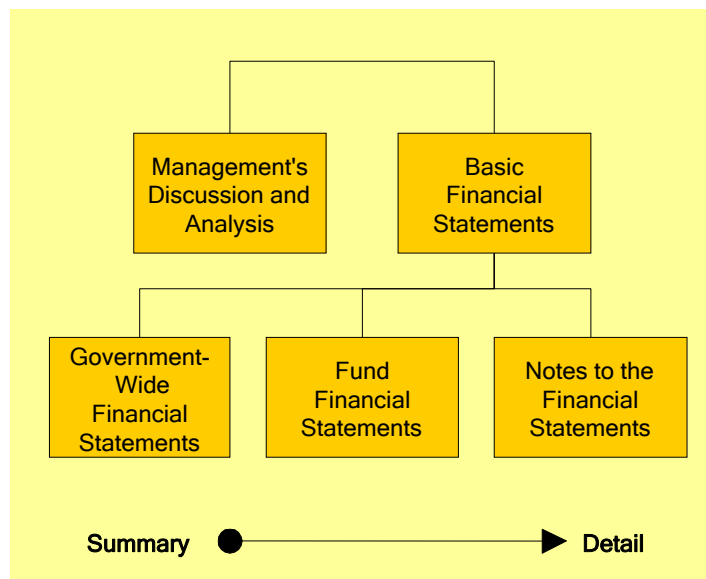 Management's
Discussion and
Analysis
Basic
Financial
Statements
Government-
Wide
Financial
Statements
Fund
Financial
Statements
Notes to the
Financial
Statements
Summary
Detail